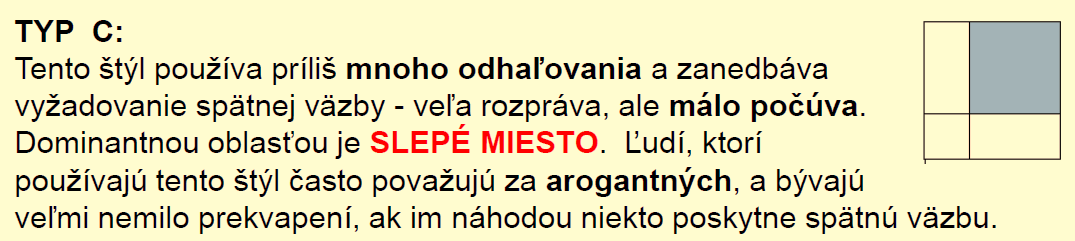 TYP C:
Tento štýl používa príliš mnoho odhaľovania a zanedbáva
vyžadovanie spätnej väzby - veľa rozpráva, ale málo počúva.
Dominantnou oblasťou je SLEPÉ MIESTO. Ľudí, ktorí
používajú tento štýl často považujú za arogantných, a bývajú
veľmi nemilo prekvapení, ak im náhodou niekto poskytne spätnú väzbu.